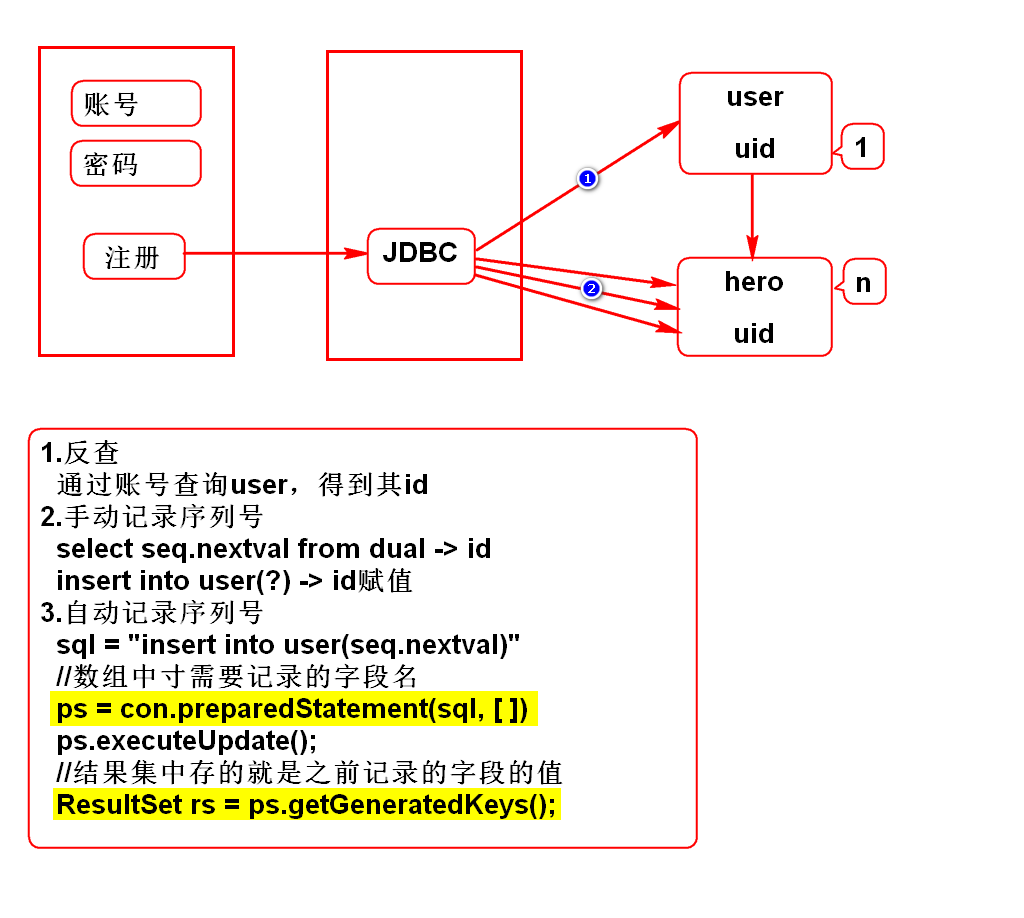 账号
密码
注册
JDBC
1
2
user
uid
1
hero
uid
n
1.反查
通过账号查询user，得到其id
2.手动记录序列号
select seq.nextval from dual -> id
insert into user(?) -> id赋值
3.自动记录序列号
sql = "insert into user(seq.nextval)"
//数组中寸需要记录的字段名
ps = con.preparedStatement(sql, [ ])
ps.executeUpdate();
//结果集中存的就是之前记录的字段的值
ResultSet rs = ps.getGeneratedKeys();